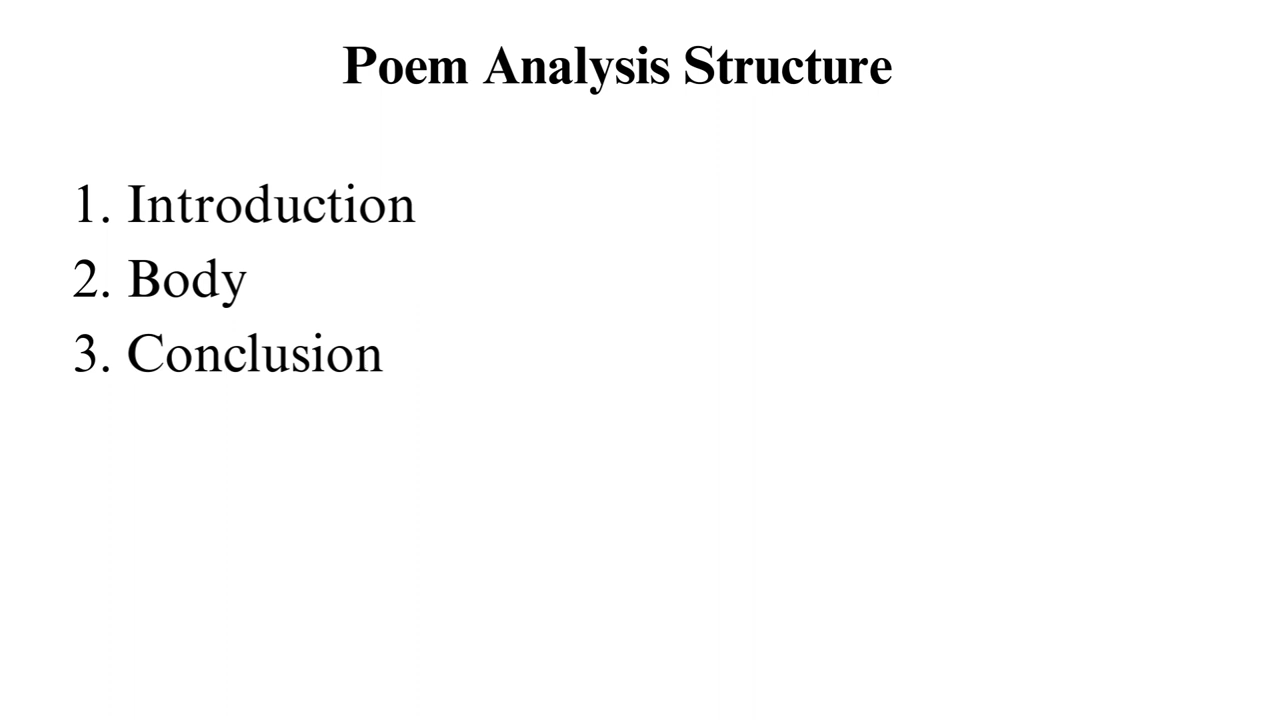 Poem Analysis Structure
1. Introduction
2. Body
3. Conclusion